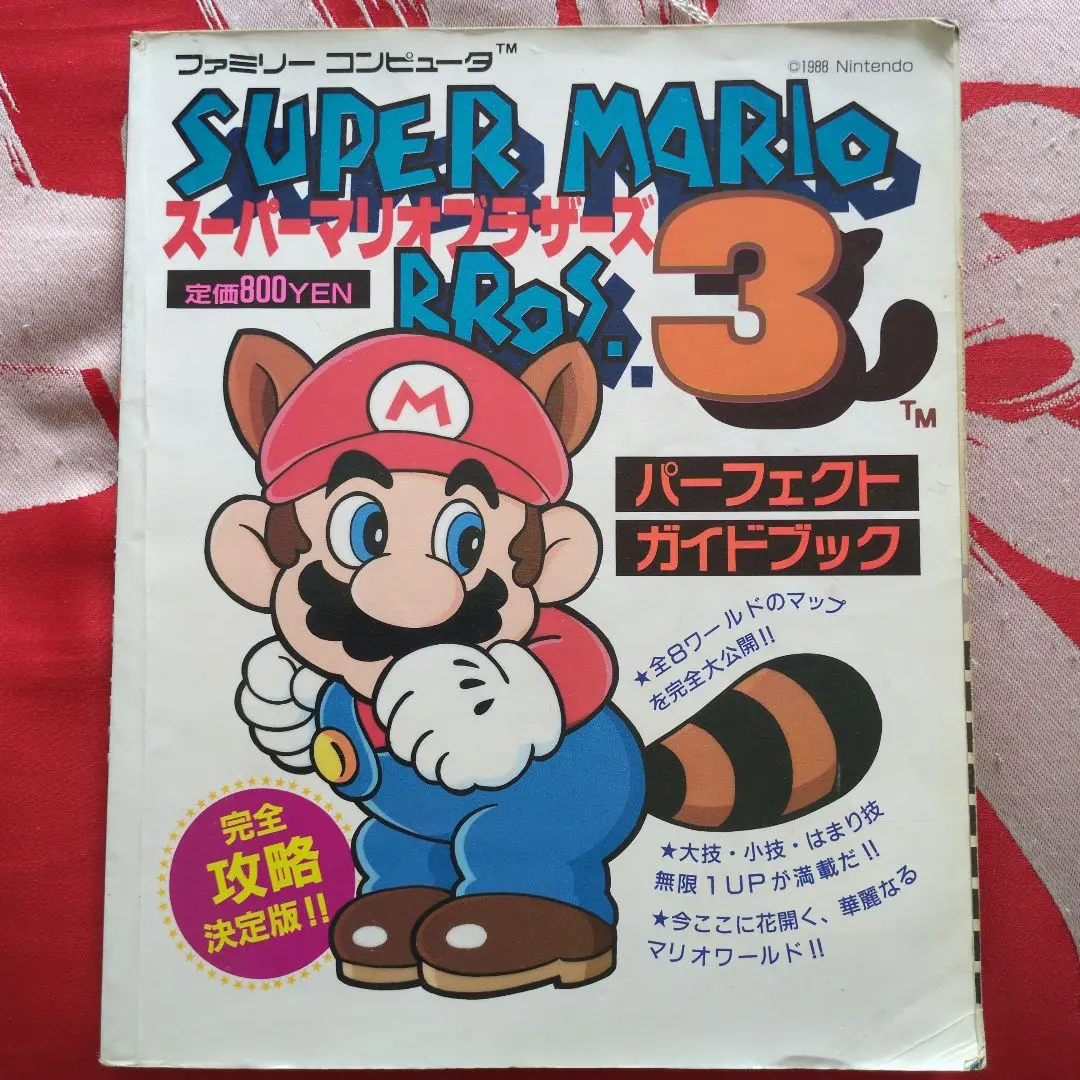 ファミリー コンピュータ™
©1988 Nintendo
SUPER MARIO
スーパーマリオブラザーズ
BROS. 3
TM
定価800YEN
M
パーフェクト
ガイドブック
★全8ワールドのマップ
を完全大公開!!
完全
攻略
決定版!!
★大技・小技・はまり技
無限1UPが満載だ!!
★今ここに花開く、華麗なる
マリオワールド!!